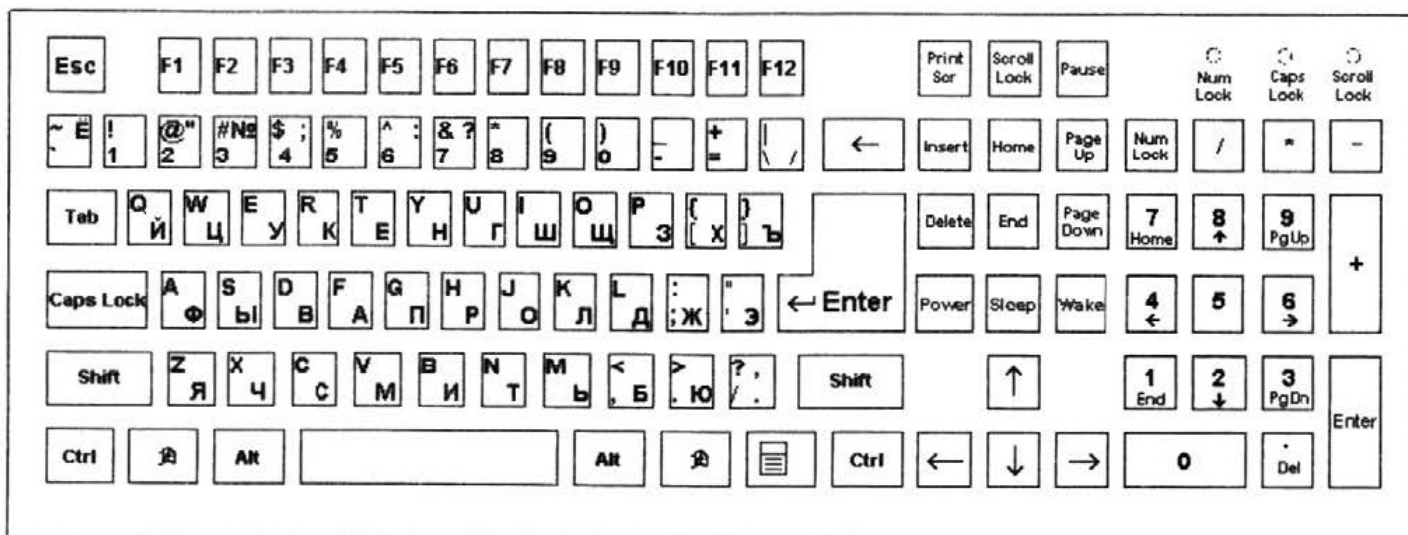 Esc F1 F2 F3 F4 F5 F6 F7 F8 F9 F10 F11 F12 Print Scr Scroll Lock Pause Num Lock Caps Lock Scroll Lock
~ Ё ` ! 1 @ " 2 # № 3 $ ; 4 % 5 ^ : 6 & ? 7 * 8 ( 9 ) 0 _ - + = | \ / ← Insert Home Page Up Num Lock / * -
Tab Q Й W Ц E У R К T Е Y Н U Г I Ш O Щ P З { [ Х } ] Ъ Delete End Page Down 7 Home 8 ↑ 9 PgUp +
Caps Lock A Ф S Ы D В F А G П H Р J О K Л L Д : ; Ж " ' Э ↵ Enter Power Sleep Wake 4 ← 5 6 →
Shift Z Я X Ч C С V М B И N Т M Ь < , Б > . Ю ? , / . Shift ↑ 1 End 2 ↓ 3 PgDn Enter
Ctrl Alt Alt Ctrl ← ↓ → 0 . Del